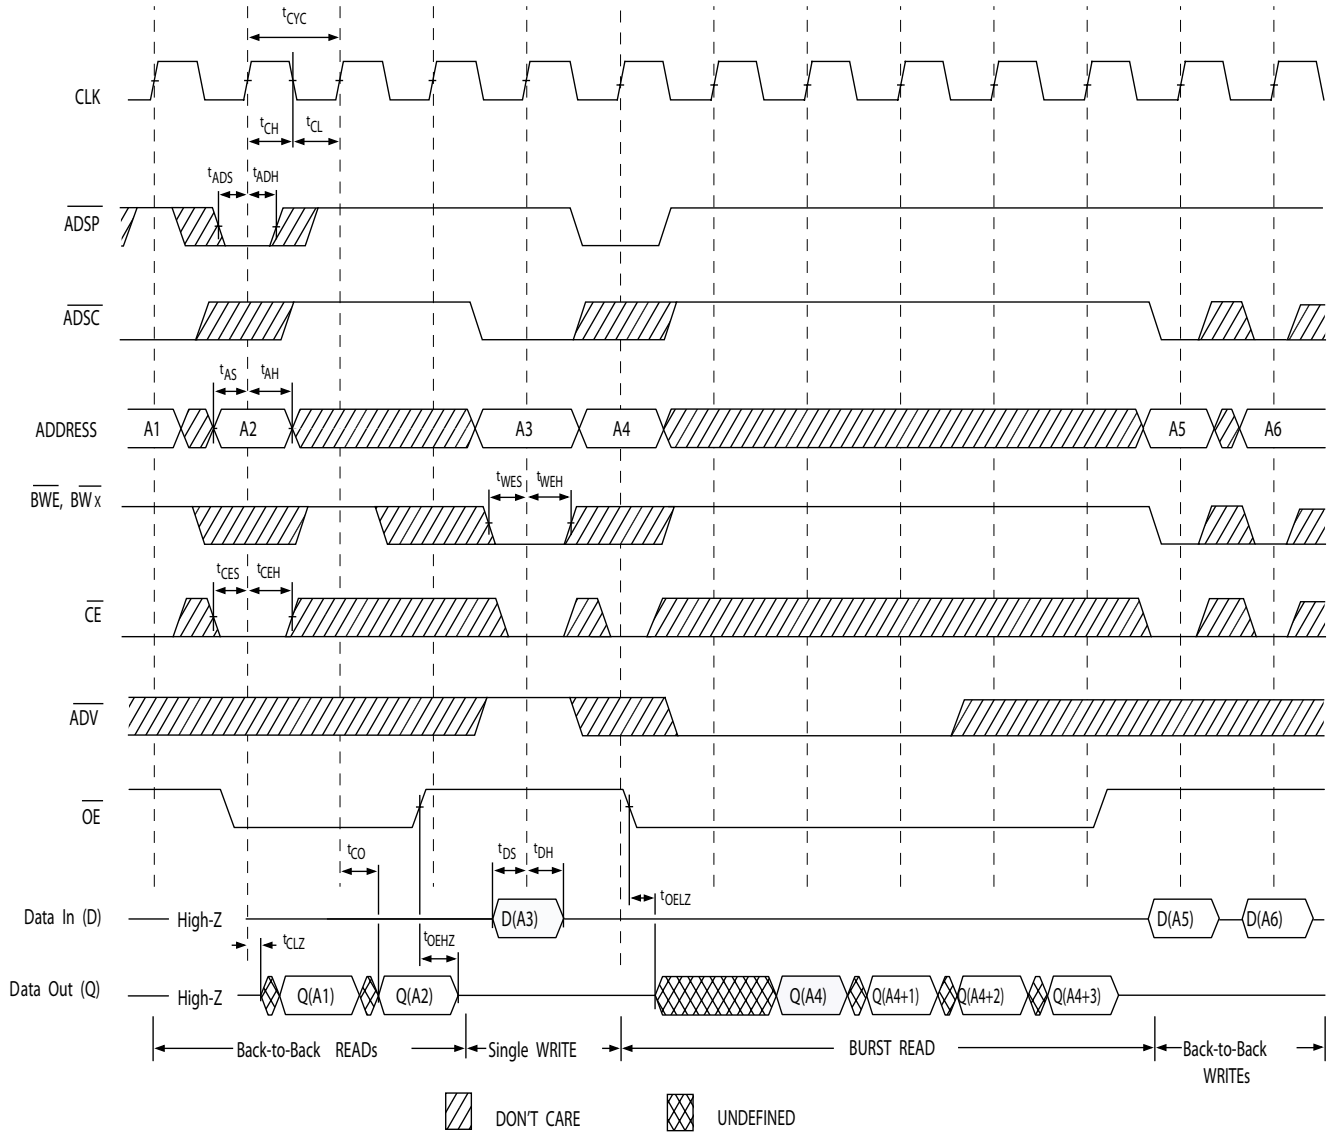 tCYC
CLK
tCH tCL
tADS tADH
ADSP
ADSC
tAS tAH
ADDRESS A1 A2 A3 A4 A5 A6
tWES tWEH
BWE, BWx
tCES tCEH
CE
ADV
OE
tCO tDS tDH
tOELZ
Data In (D) High-Z D(A3) D(A5) D(A6)
tCLZ tOEHZ
Data Out (Q) High-Z Q(A1) Q(A2) Q(A4) Q(A4+1) Q(A4+2) Q(A4+3)
Back-to-Back READs Single WRITE BURST READ Back-to-Back
WRITEs
DON'T CARE UNDEFINED